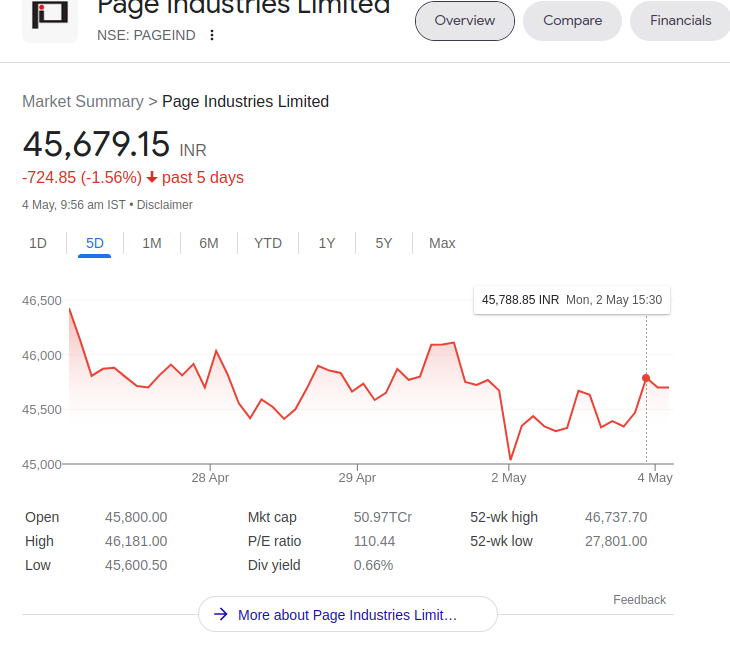 Page Industries Limited
NSE: PAGEIND
Overview
Compare
Financials
Market Summary > Page Industries Limited
45,679.15 INR
-724.85 (-1.56%) past 5 days
4 May, 9:56 am IST • Disclaimer
1D 5D 1M 6M YTD 1Y 5Y Max
45,788.85 INR Mon, 2 May 15:30
46,500
46,000
45,500
45,000
28 Apr 29 Apr 2 May 4 May
Open 45,800.00 Mkt cap 50.97TCr 52-wk high 46,737.70
High 46,181.00 P/E ratio 110.44 52-wk low 27,801.00
Low 45,600.50 Div yield 0.66%
Feedback
More about Page Industries Limit…